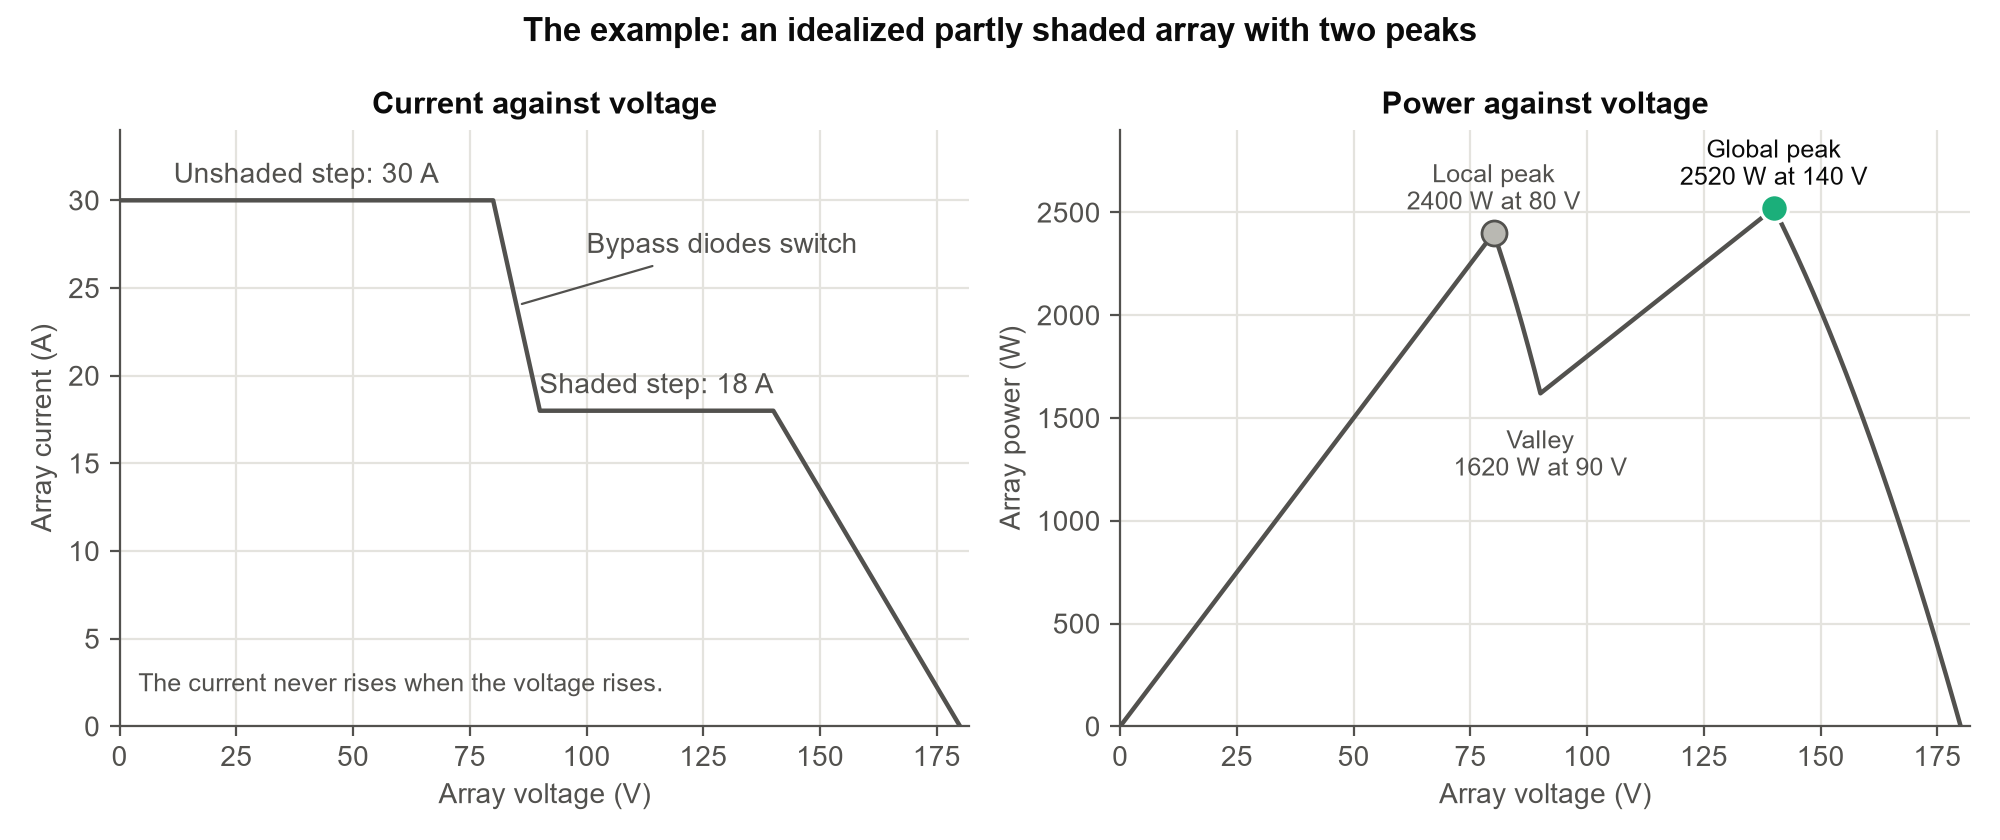 The example: an idealized partly shaded array with two peaks
Current against voltage
Unshaded step: 30 A
Bypass diodes switch
Shaded step: 18 A
The current never rises when the voltage rises.
Array current (A)
30
25
20
15
10
5
0
0 25 50 75 100 125 150 175
Array voltage (V)
Power against voltage
Global peak
2520 W at 140 V
Local peak
2400 W at 80 V
Valley
1620 W at 90 V
Array power (W)
2500
2000
1500
1000
500
0
0 25 50 75 100 125 150 175
Array voltage (V)